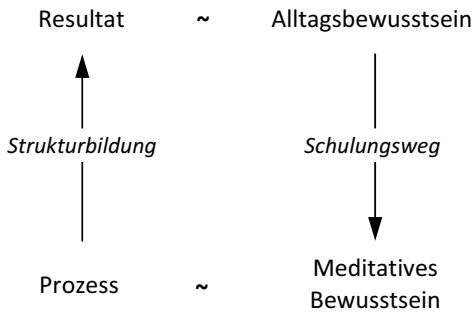 Resultat ~ Alltagsbewusstsein
Strukturbildung Schulungsweg
Prozess ~ Meditatives
Bewusstsein